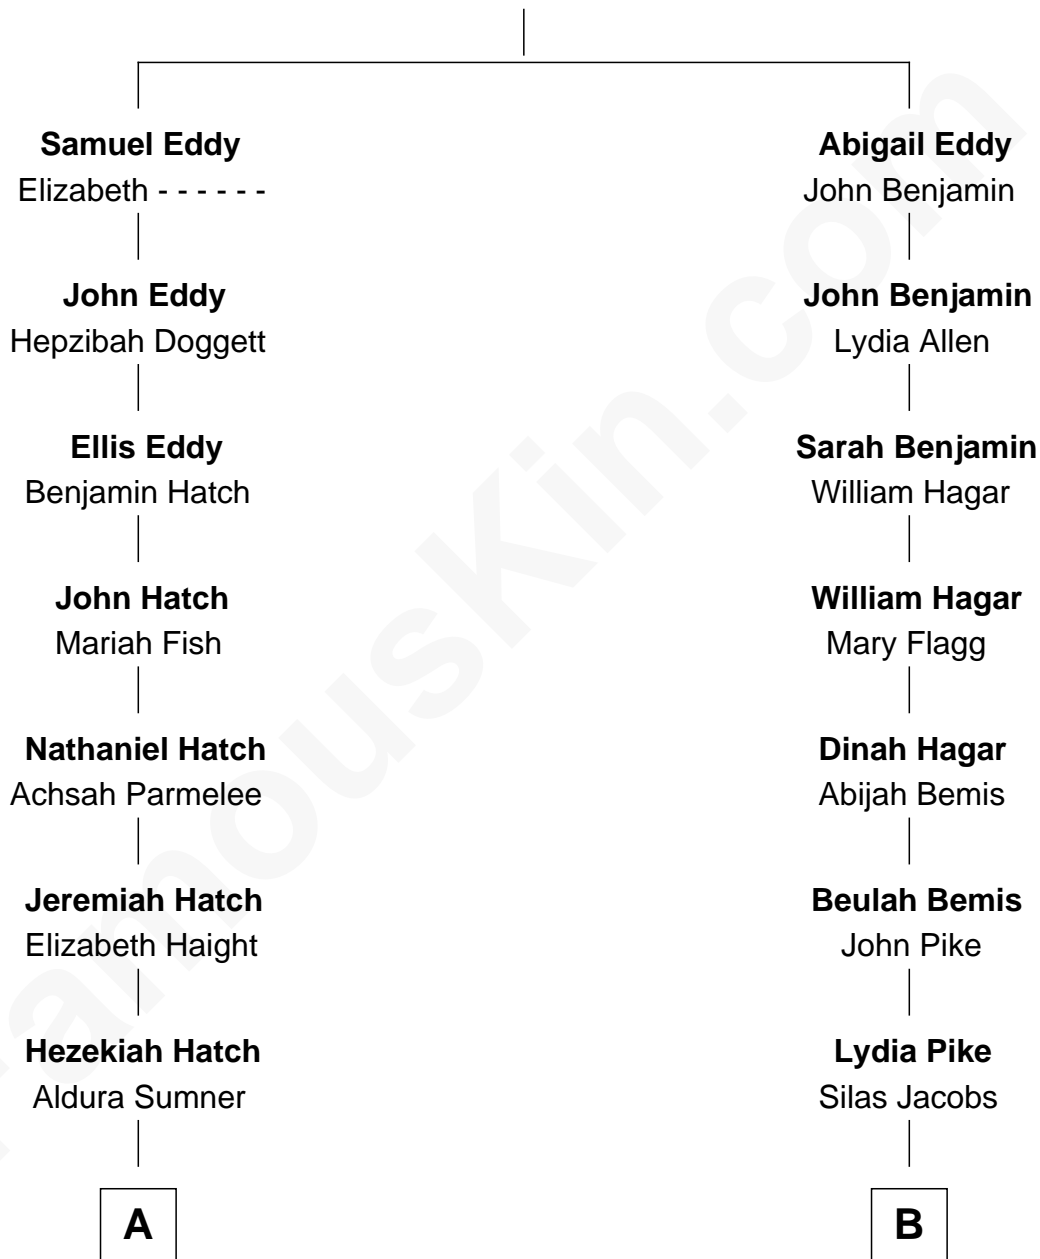 Samuel Eddy
Elizabeth - - - - - -
John Eddy
Hepzibah Doggett
Ellis Eddy
Benjamin Hatch
John Hatch
Mariah Fish
Nathaniel Hatch
Achsah Parmelee
Jeremiah Hatch
Elizabeth Haight
Hezekiah Hatch
Aldura Sumner
A
Abigail Eddy
John Benjamin
John Benjamin
Lydia Allen
Sarah Benjamin
William Hagar
William Hagar
Mary Flagg
Dinah Hagar
Abijah Bemis
Beulah Bemis
John Pike
Lydia Pike
Silas Jacobs
B
FamousKin.com